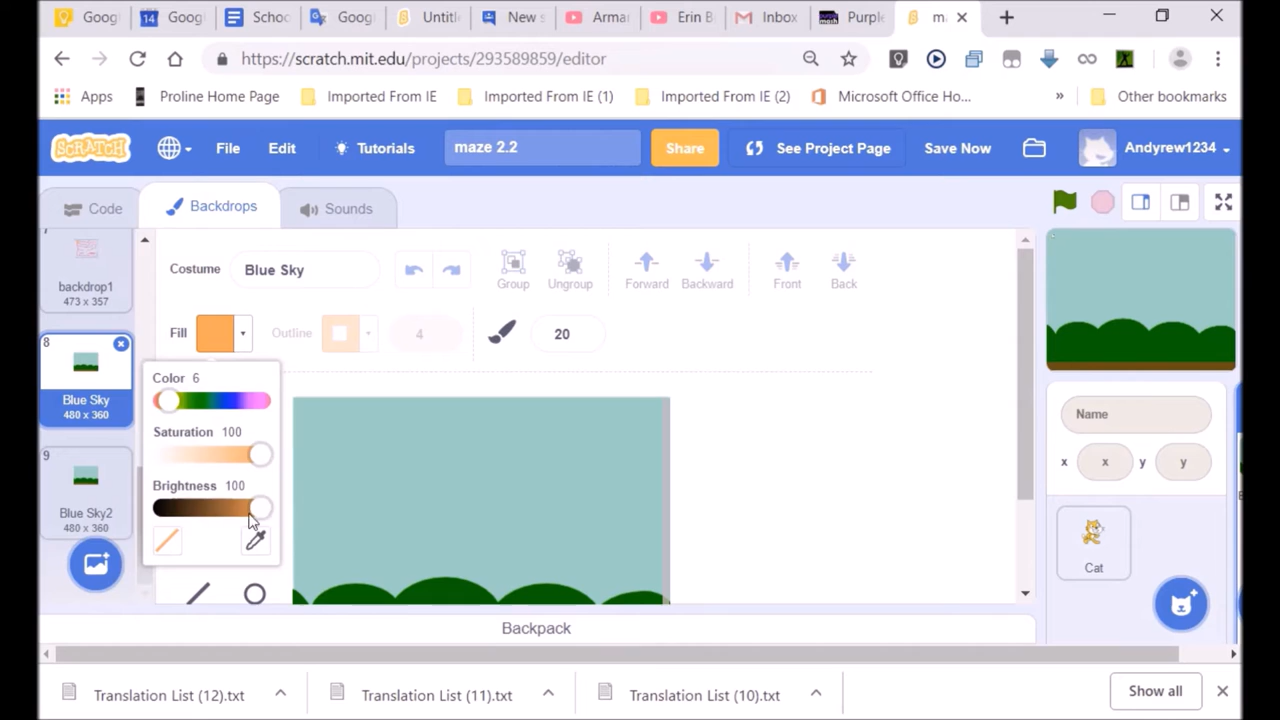 Googl
14
Googl
Scho
Googl
Untitl
New s
Armar
Erin B
Inbox
Purple
m
https://scratch.mit.edu/projects/293589859/editor
Apps
Proline Home Page
Imported From IE
Imported From IE (1)
Imported From IE (2)
Microsoft Office Ho...
»
Other bookmarks
SCRATCH
File
Edit
Tutorials
maze 2.2
Share
See Project Page
Save Now
Andyrew1234
Code
Backdrops
Sounds
7
backdrop1
473 x 357
8
Blue Sky
480 x 360
9
Blue Sky2
480 x 360
Costume
Blue Sky
Group
Ungroup
Forward
Backward
Front
Back
Fill
Outline
4
20
Color 6
Saturation 100
Brightness 100
Name
x
x
y
y
Cat
Backpack
Translation List (12).txt
Translation List (11).txt
Translation List (10).txt
Show all